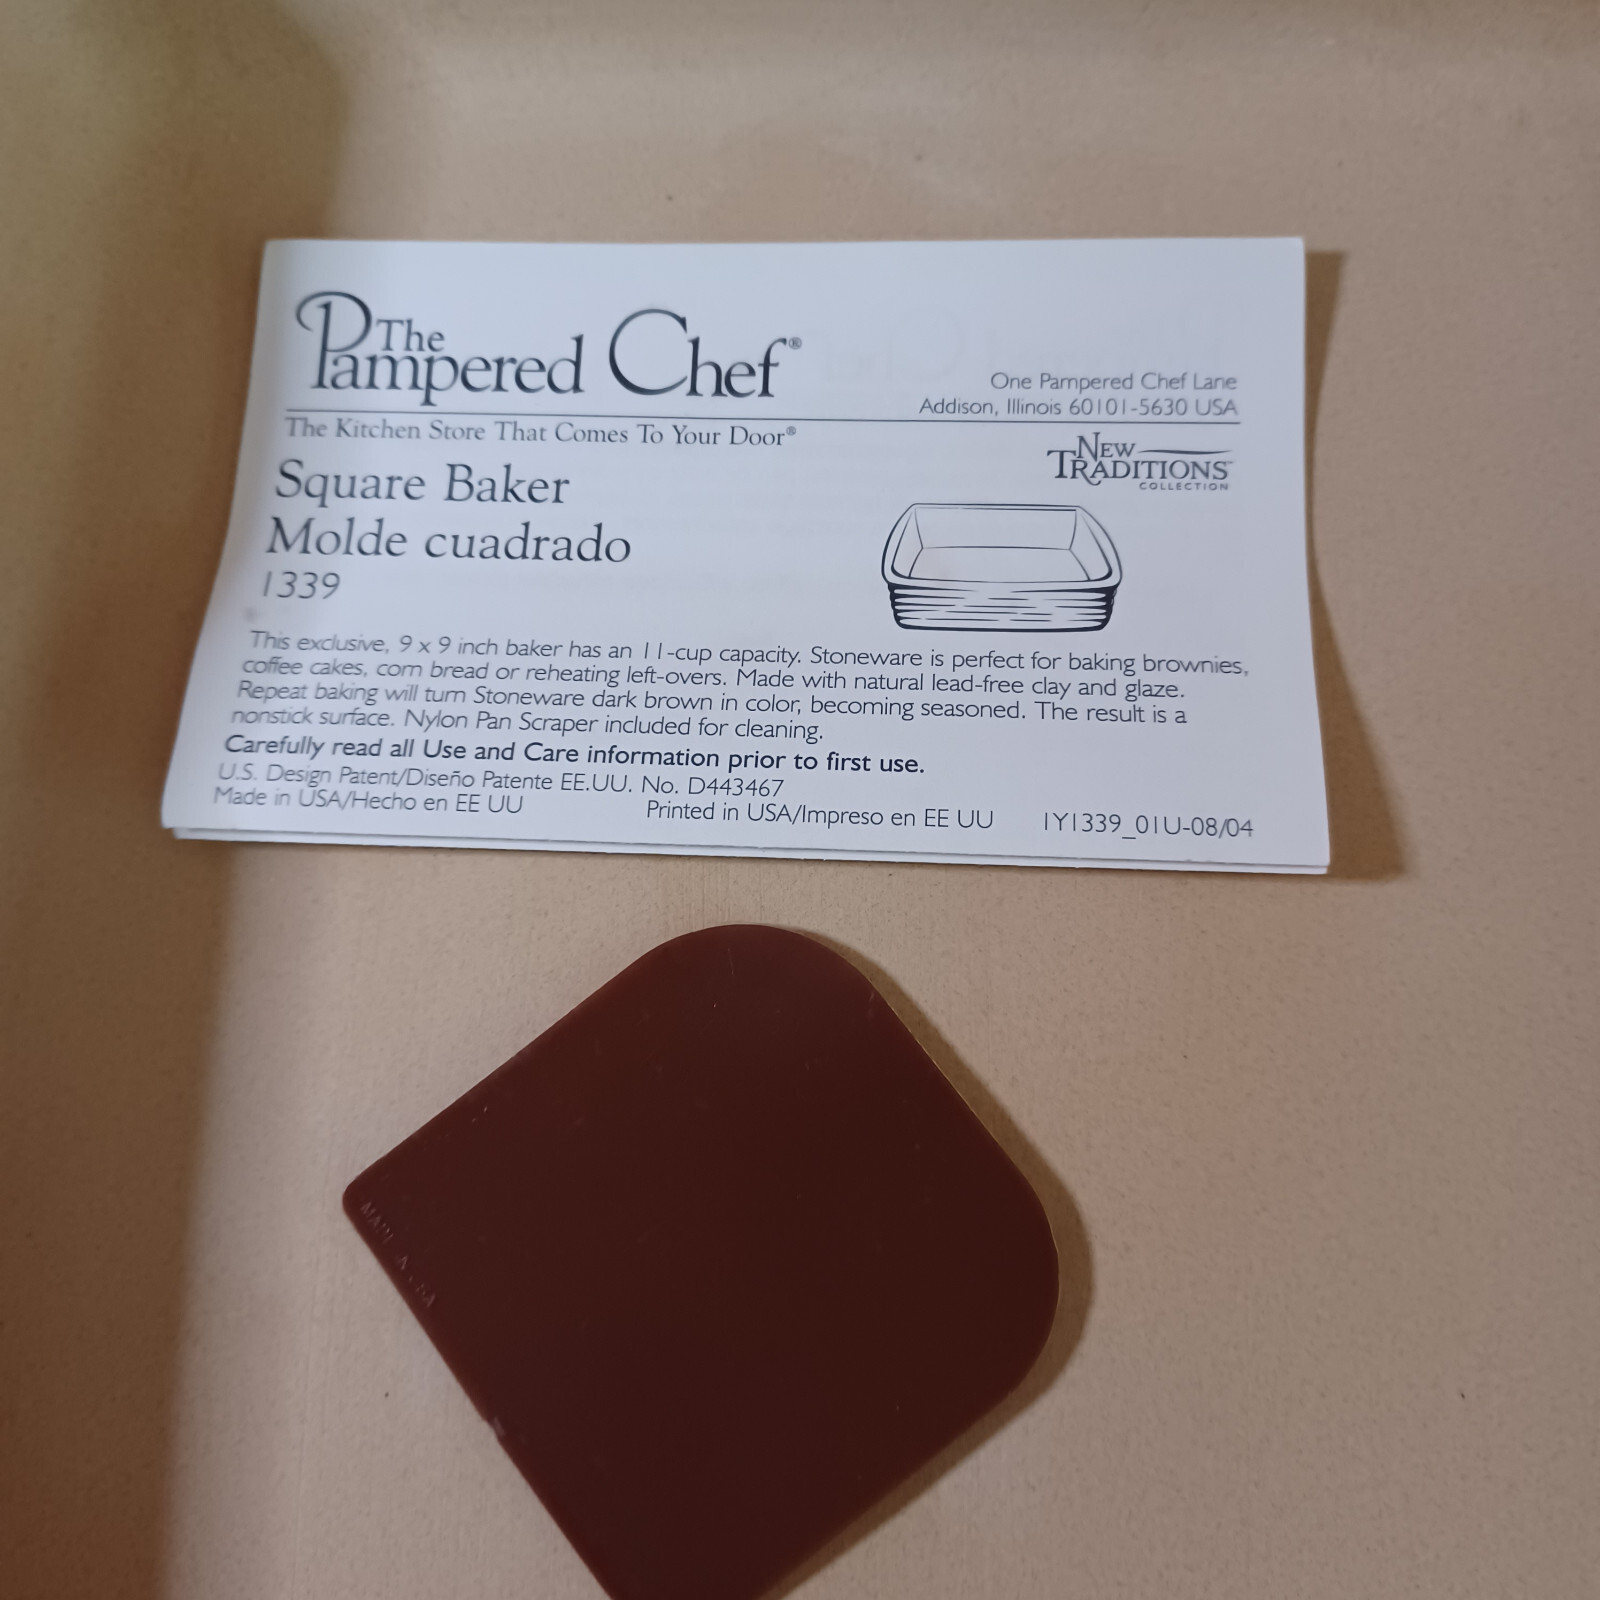 The Pampered Chef®
One Pampered Chef Lane
Addison, Illinois 60101-5630 USA
The Kitchen Store That Comes To Your Door®
NEW TRADITIONS™
COLLECTION
Square Baker
Molde cuadrado
1339
This exclusive, 9 x 9 inch baker has an 11-cup capacity. Stoneware is perfect for baking brownies,
coffee cakes, corn bread or reheating left-overs. Made with natural lead-free clay and glaze.
Repeat baking will turn Stoneware dark brown in color, becoming seasoned. The result is a
nonstick surface. Nylon Pan Scraper included for cleaning.
Carefully read all Use and Care information prior to first use.
U.S. Design Patent/Diseño Patente EE.UU. No. D443467
Made in USA/Hecho en EE UU
Printed in USA/Impreso en EE UU
1Y1339_01U-08/04